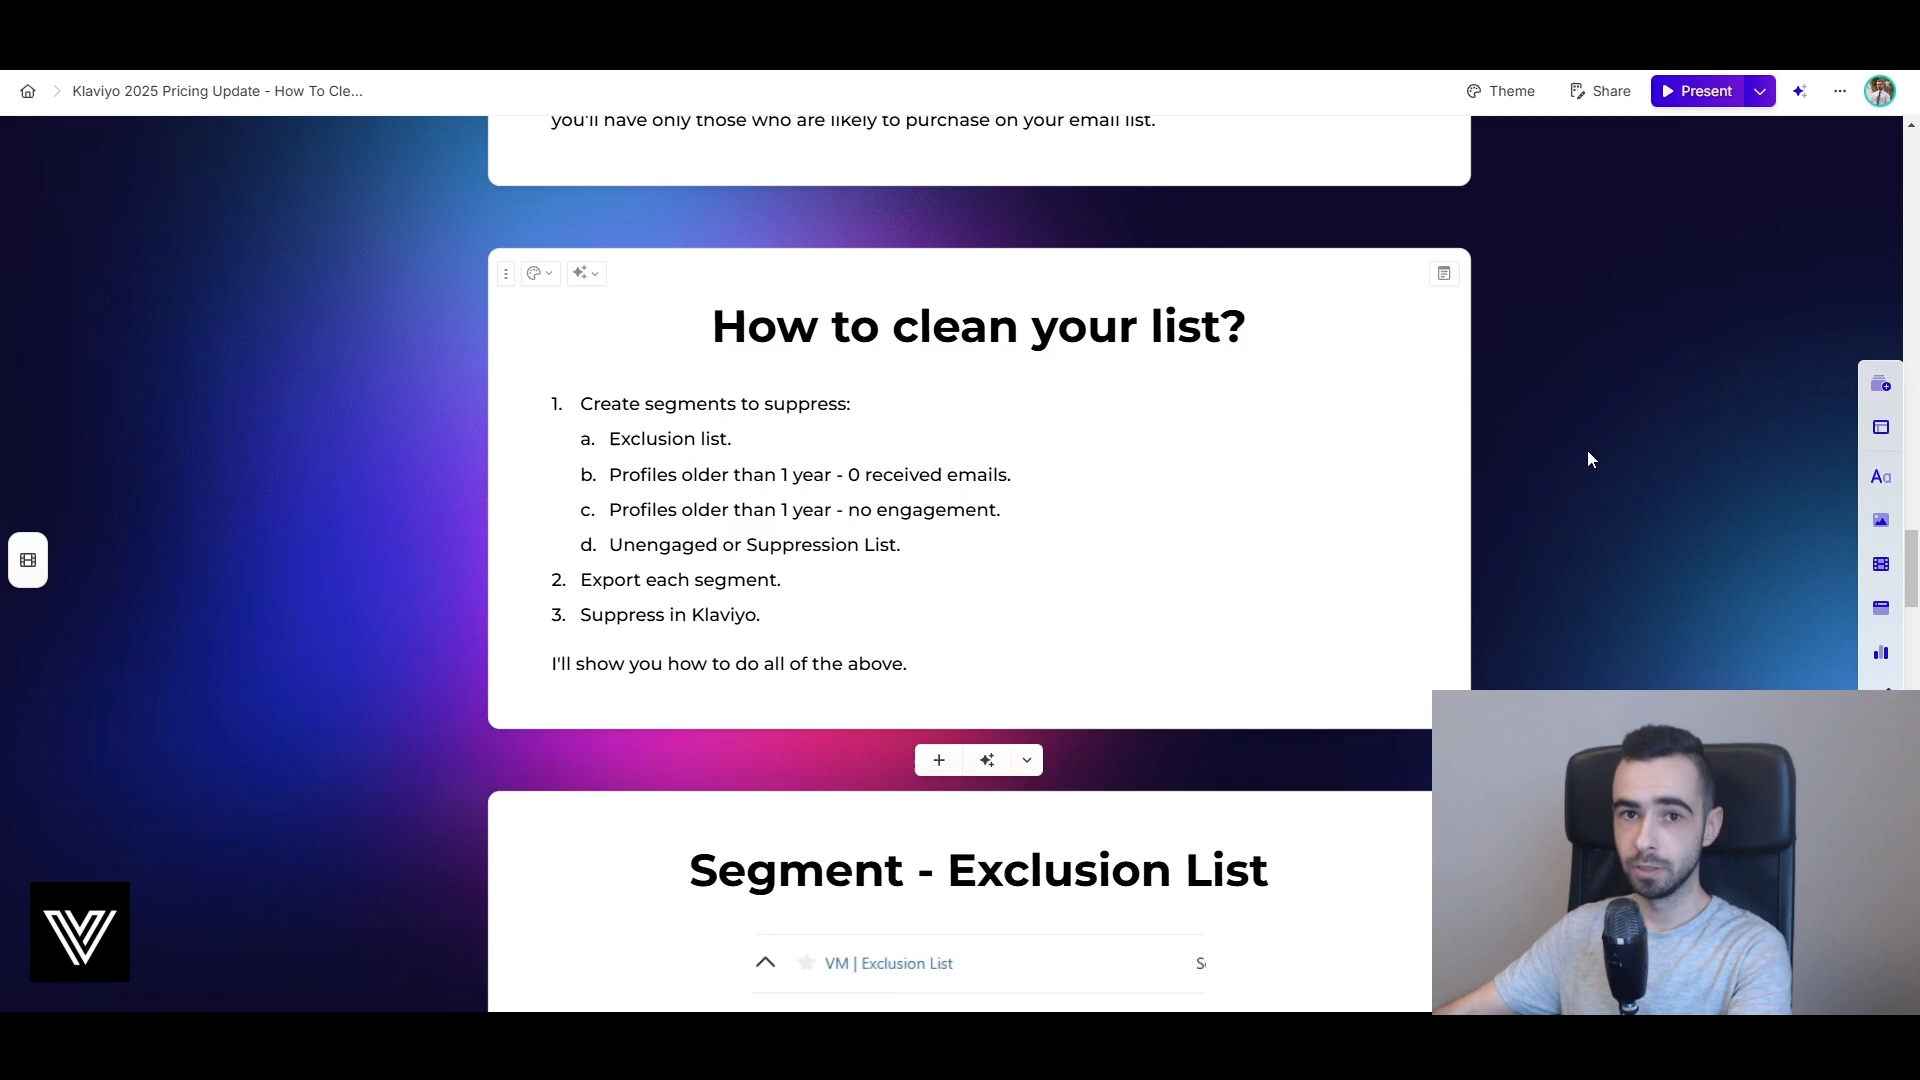 Klaviyo 2025 Pricing Update - How To Cle...
Theme
Share
Present
you'll have only those who are likely to purchase on your email list.
How to clean your list?
1. Create segments to suppress:
a. Exclusion list.
b. Profiles older than 1 year - 0 received emails.
c. Profiles older than 1 year - no engagement.
d. Unengaged or Suppression List.
2. Export each segment.
3. Suppress in Klaviyo.
I'll show you how to do all of the above.
Aa
Segment - Exclusion List
VM | Exclusion List